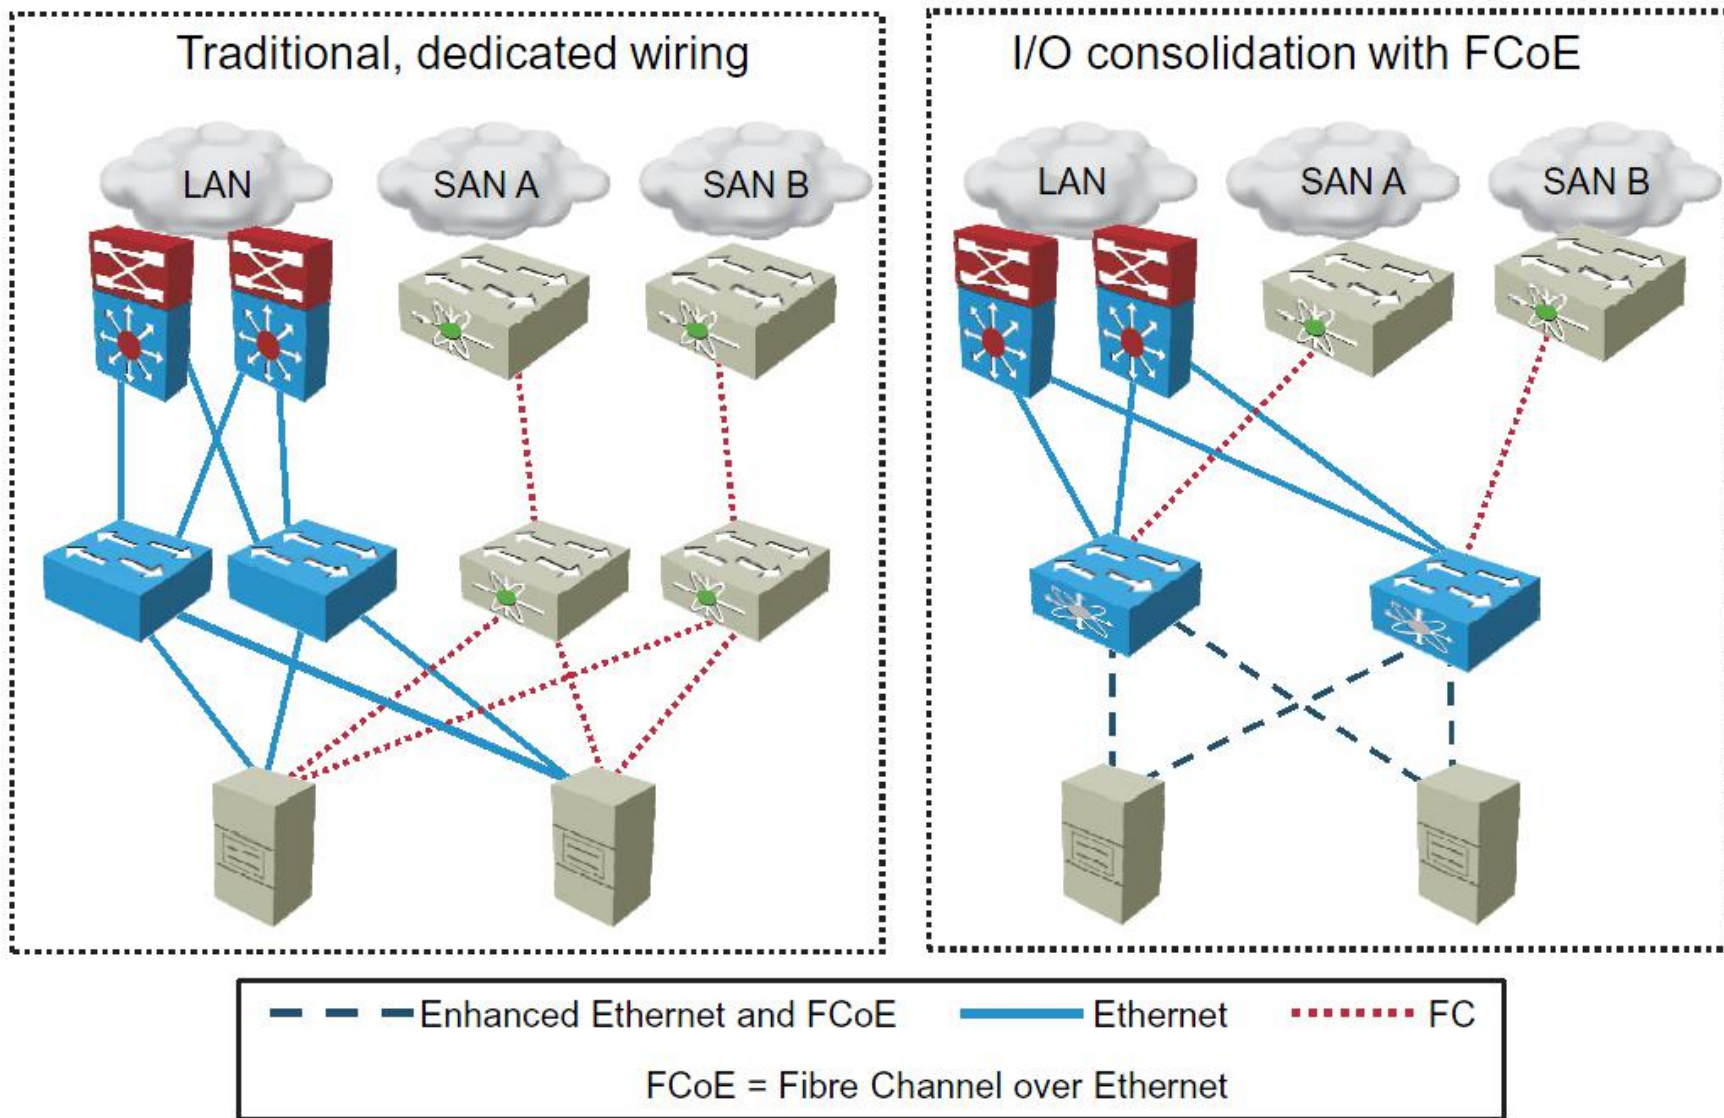 Traditional, dedicated wiring
LAN
SAN A
SAN B
I/O consolidation with FCoE
LAN
SAN A
SAN B
Enhanced Ethernet and FCoE
Ethernet
FC
FCoE = Fibre Channel over Ethernet